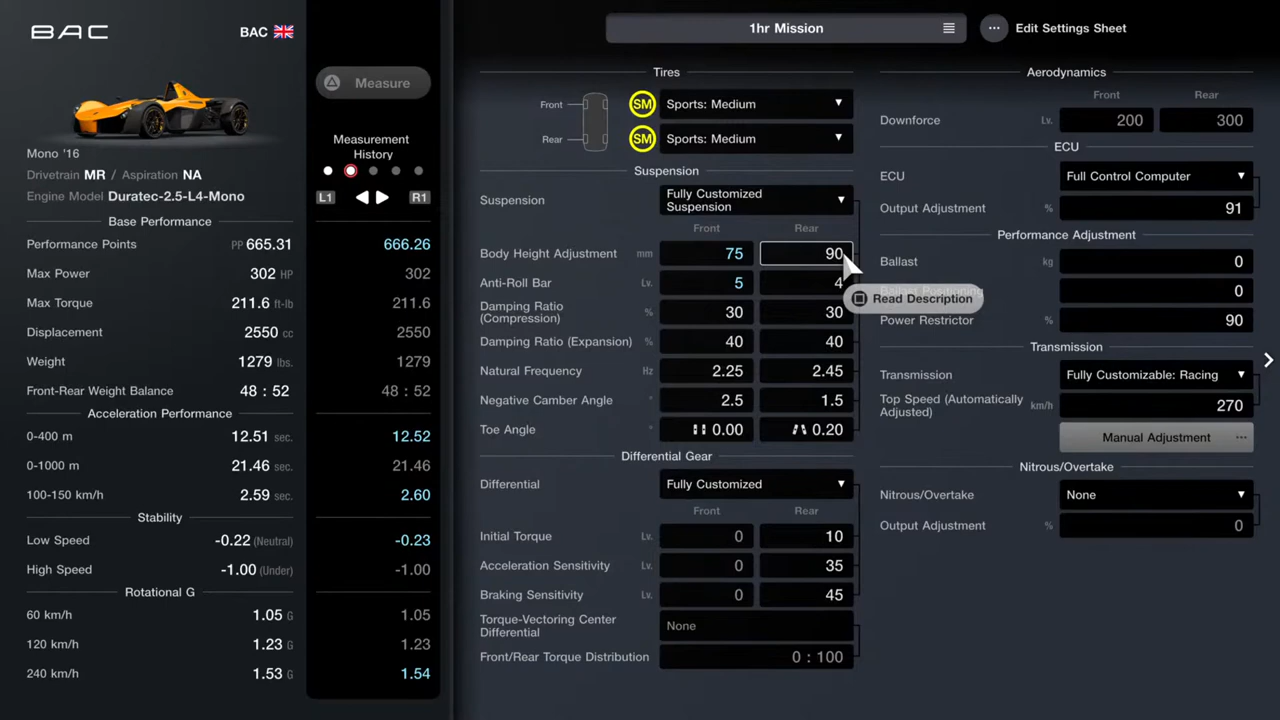 BAC
BAC
Mono '16
Drivetrain MR / Aspiration NA
Engine Model Duratec-2.5-L4-Mono
Base Performance
Performance Points PP 665.31 666.26
Max Power 302 HP 302
Max Torque 211.6 ft-lb 211.6
Displacement 2550 cc 2550
Weight 1279 lbs. 1279
Front-Rear Weight Balance 48 : 52 48 : 52
Acceleration Performance
0-400 m 12.51 sec. 12.52
0-1000 m 21.46 sec. 21.46
100-150 km/h 2.59 sec. 2.60
Stability
Low Speed -0.22 (Neutral) -0.23
High Speed -1.00 (Under) -1.00
Rotational G
60 km/h 1.05 G 1.05
120 km/h 1.23 G 1.23
240 km/h 1.53 G 1.54
Measure
Measurement
History
L1 R1
1hr Mission
Edit Settings Sheet
Tires
Front SM Sports: Medium
Rear SM Sports: Medium
Suspension
Suspension Fully Customized
Suspension
Front Rear
Body Height Adjustment mm 75 90
Anti-Roll Bar Lv. 5 4
Damping Ratio
(Compression) % 30 30
Damping Ratio (Expansion) % 40 40
Natural Frequency Hz 2.25 2.45
Negative Camber Angle ° 2.5 1.5
Toe Angle ° 0.00 0.20
Differential Gear
Differential Fully Customized
Front Rear
Initial Torque Lv. 0 10
Acceleration Sensitivity Lv. 0 35
Braking Sensitivity Lv. 0 45
Torque-Vectoring Center
Differential None
Front/Rear Torque Distribution 0 : 100
Aerodynamics
Front Rear
Downforce Lv. 200 300
ECU
ECU Full Control Computer
Output Adjustment % 91
Performance Adjustment
Ballast kg 0
Ballast Positioning 0
Read Description
Power Restrictor % 90
Transmission
Transmission Fully Customizable: Racing
Top Speed (Automatically
Adjusted) km/h 270
Manual Adjustment
Nitrous/Overtake
Nitrous/Overtake None
Output Adjustment % 0